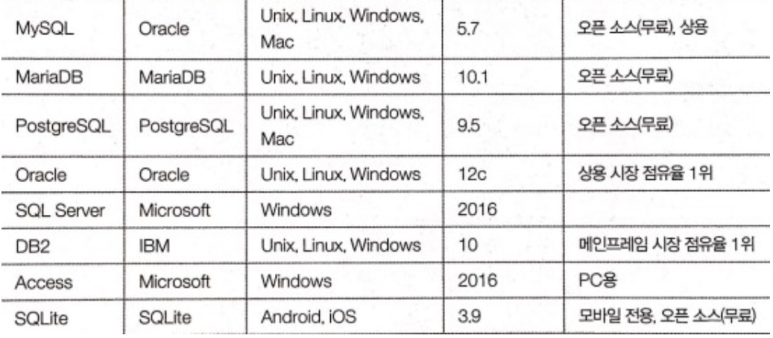 MySQL Oracle Unix, Linux, Windows, Mac 5.7 오픈 소스(무료), 상용
MariaDB MariaDB Unix, Linux, Windows 10.1 오픈 소스(무료)
PostgreSQL PostgreSQL Unix, Linux, Windows, Mac 9.5 오픈 소스(무료)
Oracle Oracle Unix, Linux, Windows 12c 상용 시장 점유율 1위
SQL Server Microsoft Windows 2016
DB2 IBM Unix, Linux, Windows 10 메인프레임 시장 점유율 1위
Access Microsoft Windows 2016 PC용
SQLite SQLite Android, iOS 3.9 모바일 전용, 오픈 소스(무료)